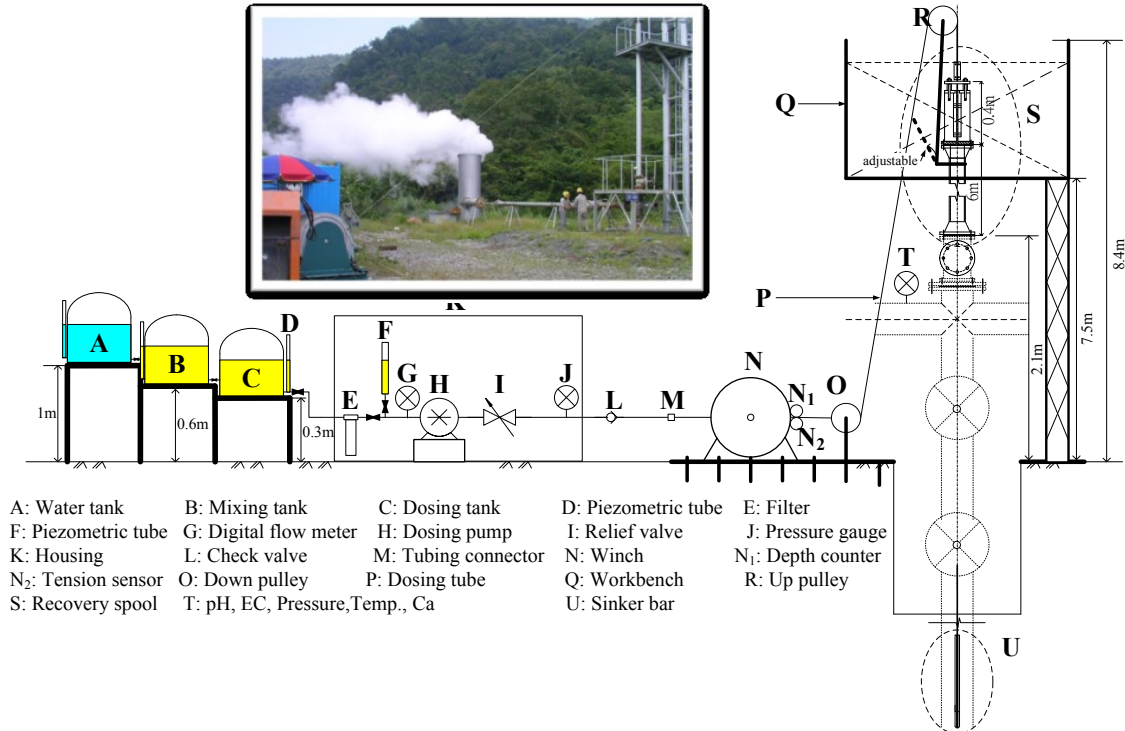 R
Q
S
0.4m
adjustable
6m
T
P
8.4m
7.5m
2.1m
K
D
F
A
B
C
G
H
I
J
E
L
M
N
N₁
N₂
O
1m
0.6m
0.3m
U
A: Water tank B: Mixing tank C: Dosing tank D: Piezometric tube E: Filter
F: Piezometric tube G: Digital flow meter H: Dosing pump I: Relief valve J: Pressure gauge
K: Housing L: Check valve M: Tubing connector N: Winch N₁: Depth counter
N₂: Tension sensor O: Down pulley P: Dosing tube Q: Workbench R: Up pulley
S: Recovery spool T: pH, EC, Pressure,Temp., Ca U: Sinker bar